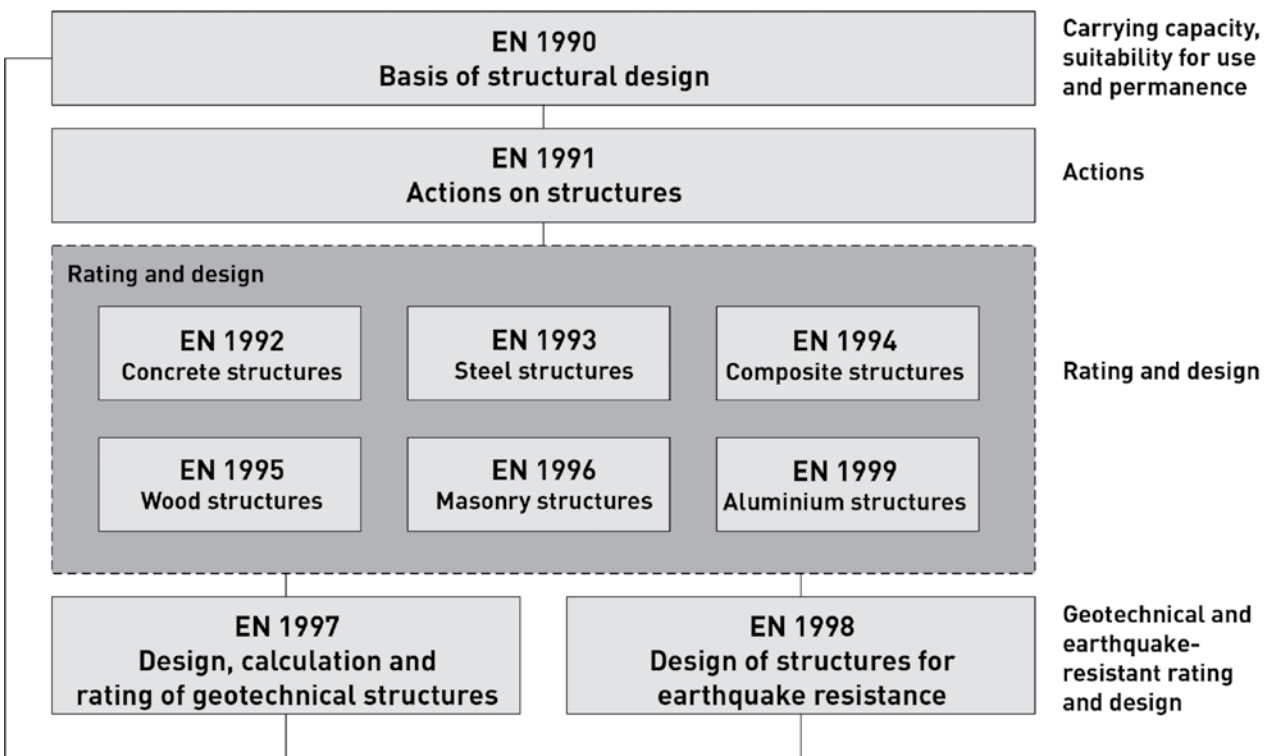 EN 1990
Basis of structural design
Carrying capacity,
suitability for use
and permanence
EN 1991
Actions on structures
Actions
Rating and design
EN 1992
Concrete structures
EN 1993
Steel structures
EN 1994
Composite structures
Rating and design
EN 1995
Wood structures
EN 1996
Masonry structures
EN 1999
Aluminium structures
EN 1997
Design, calculation and
rating of geotechnical structures
EN 1998
Design of structures for
earthquake resistance
Geotechnical and
earthquake-
resistant rating
and design